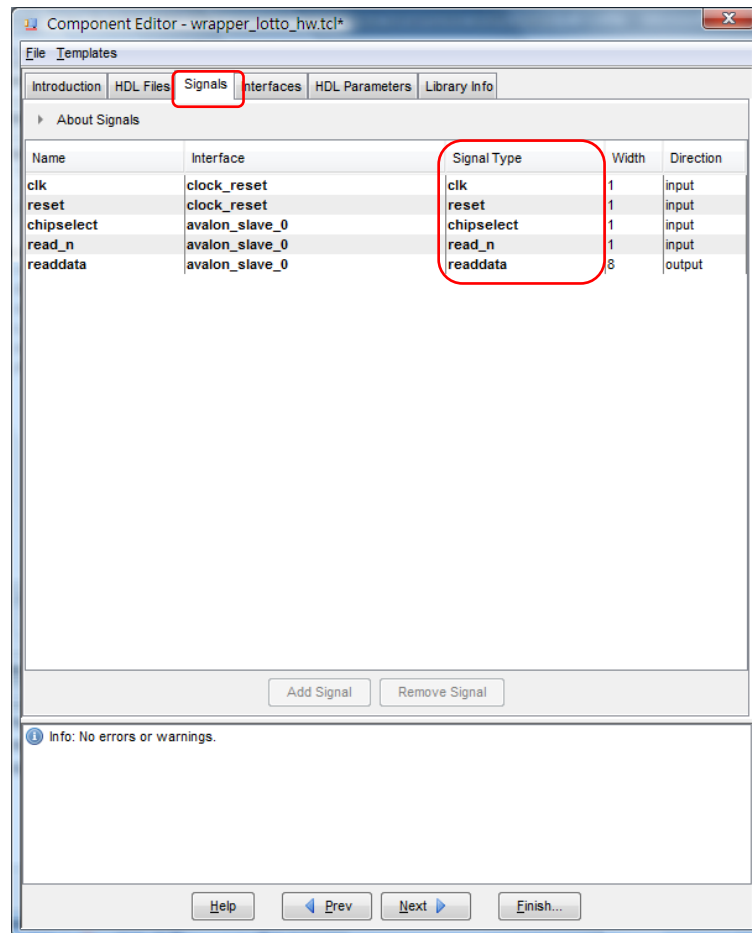 Component Editor - wrapper_lotto_hw.tcl*
File Templates
Introduction HDL Files Signals Interfaces HDL Parameters Library Info
About Signals
Name Interface Signal Type Width Direction
clk clock_reset clk 1 input
reset clock_reset reset 1 input
chipselect avalon_slave_0 chipselect 1 input
read_n avalon_slave_0 read_n 1 input
readdata avalon_slave_0 readdata 8 output
Add Signal Remove Signal
Info: No errors or warnings.
Help Prev Next Finish...